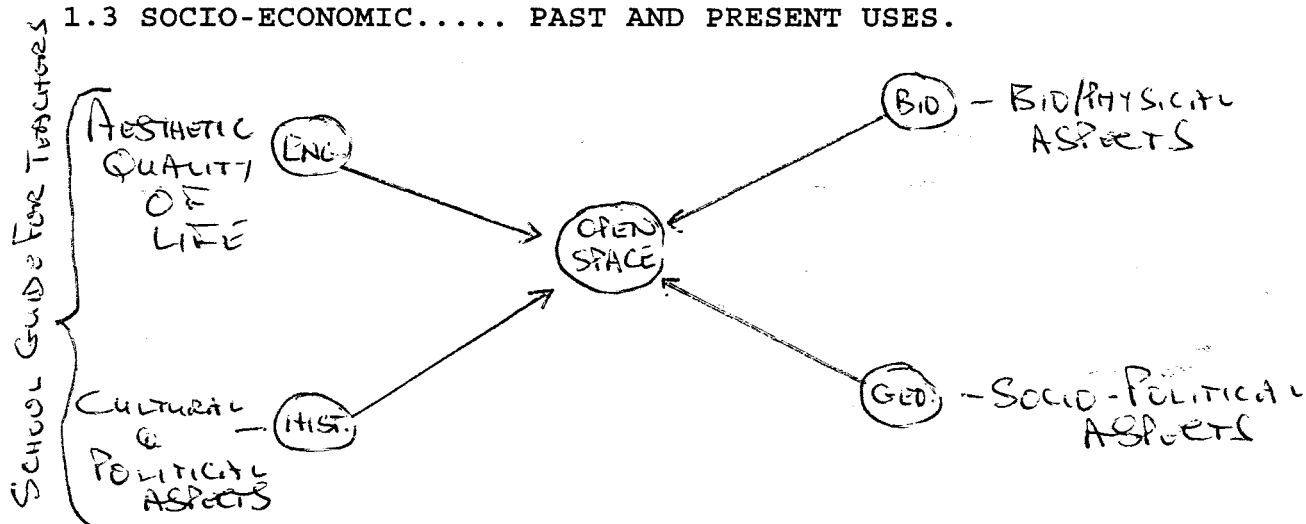 1.3 SOCIO-ECONOMIC..... PAST AND PRESENT USES.
SCHOOL GUIDE FOR TEACHERS
AESTHETIC
QUALITY
OF
LIFE
ENG.
BIO - BIO/PHYSICAL
ASPECTS
OPEN
SPACE
CULTURAL
&
POLITICAL
ASPECTS
- HIST.
GEO. - SOCIO-POLITICAL
ASPECTS